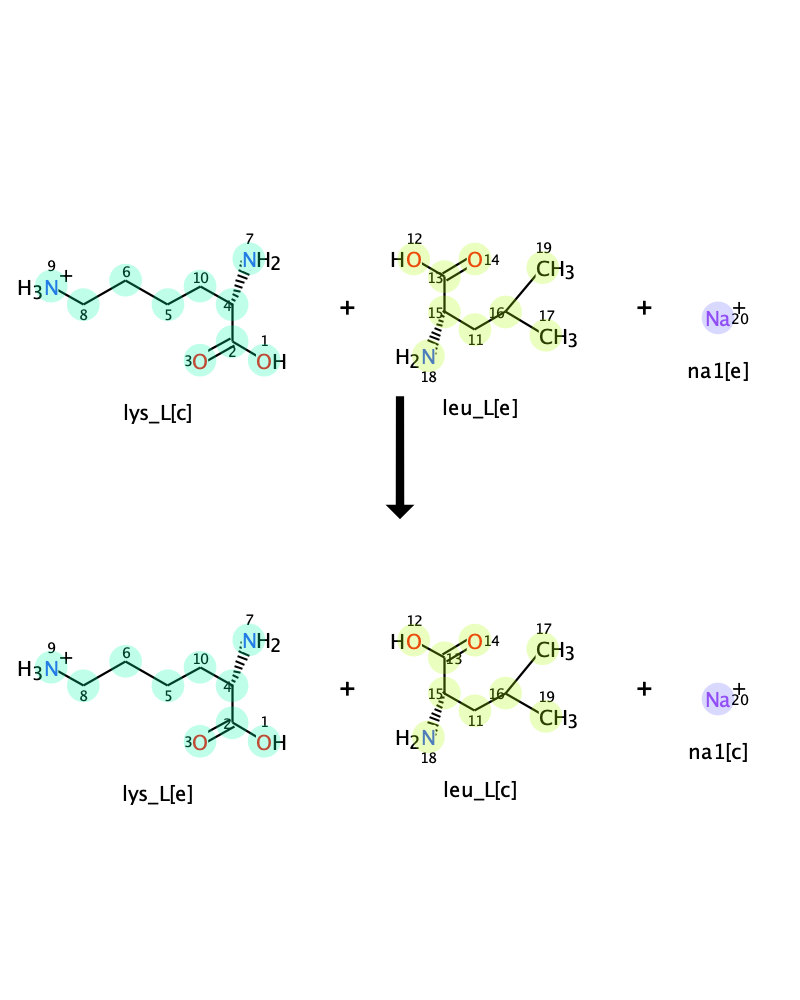 7
9
H3N+
6
10
NH2
8
5
4
1
3O
2
OH
lys_L[c]
+
12
HO
13
O14
19
CH3
15
16
17
11
CH3
H2N
18
leu_L[e]
+
Na+
20
na1[e]
7
9
H3N+
6
10
NH2
8
5
4
1
2
3O
OH
lys_L[e]
+
12
HO
O14
13
17
CH3
15
16
19
11
CH3
H2N
18
leu_L[c]
+
Na+
20
na1[c]